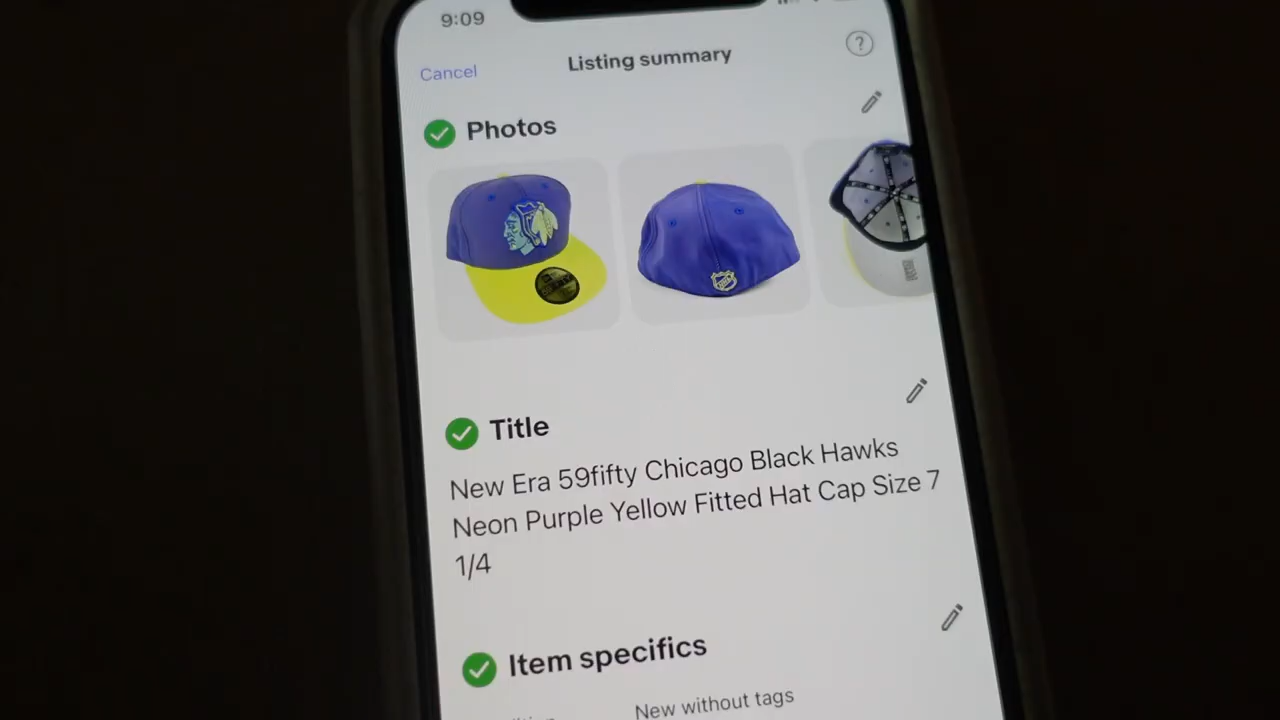 9:09
Cancel
Listing summary
?
Photos
Title
New Era 59fifty Chicago Black Hawks
Neon Purple Yellow Fitted Hat Cap Size 7
1/4
Item specifics
New without tags